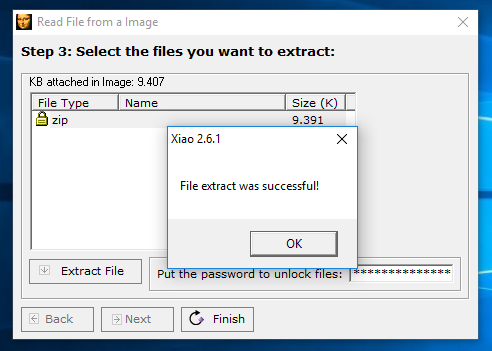 Read File from a Image
Step 3: Select the files you want to extract:
KB attached in Image: 9.407
File Type Name Size (K)
zip 9.391
Xiao 2.6.1
File extract was successful!
OK
Extract File
Put the password to unlock files: **************
Back Next Finish